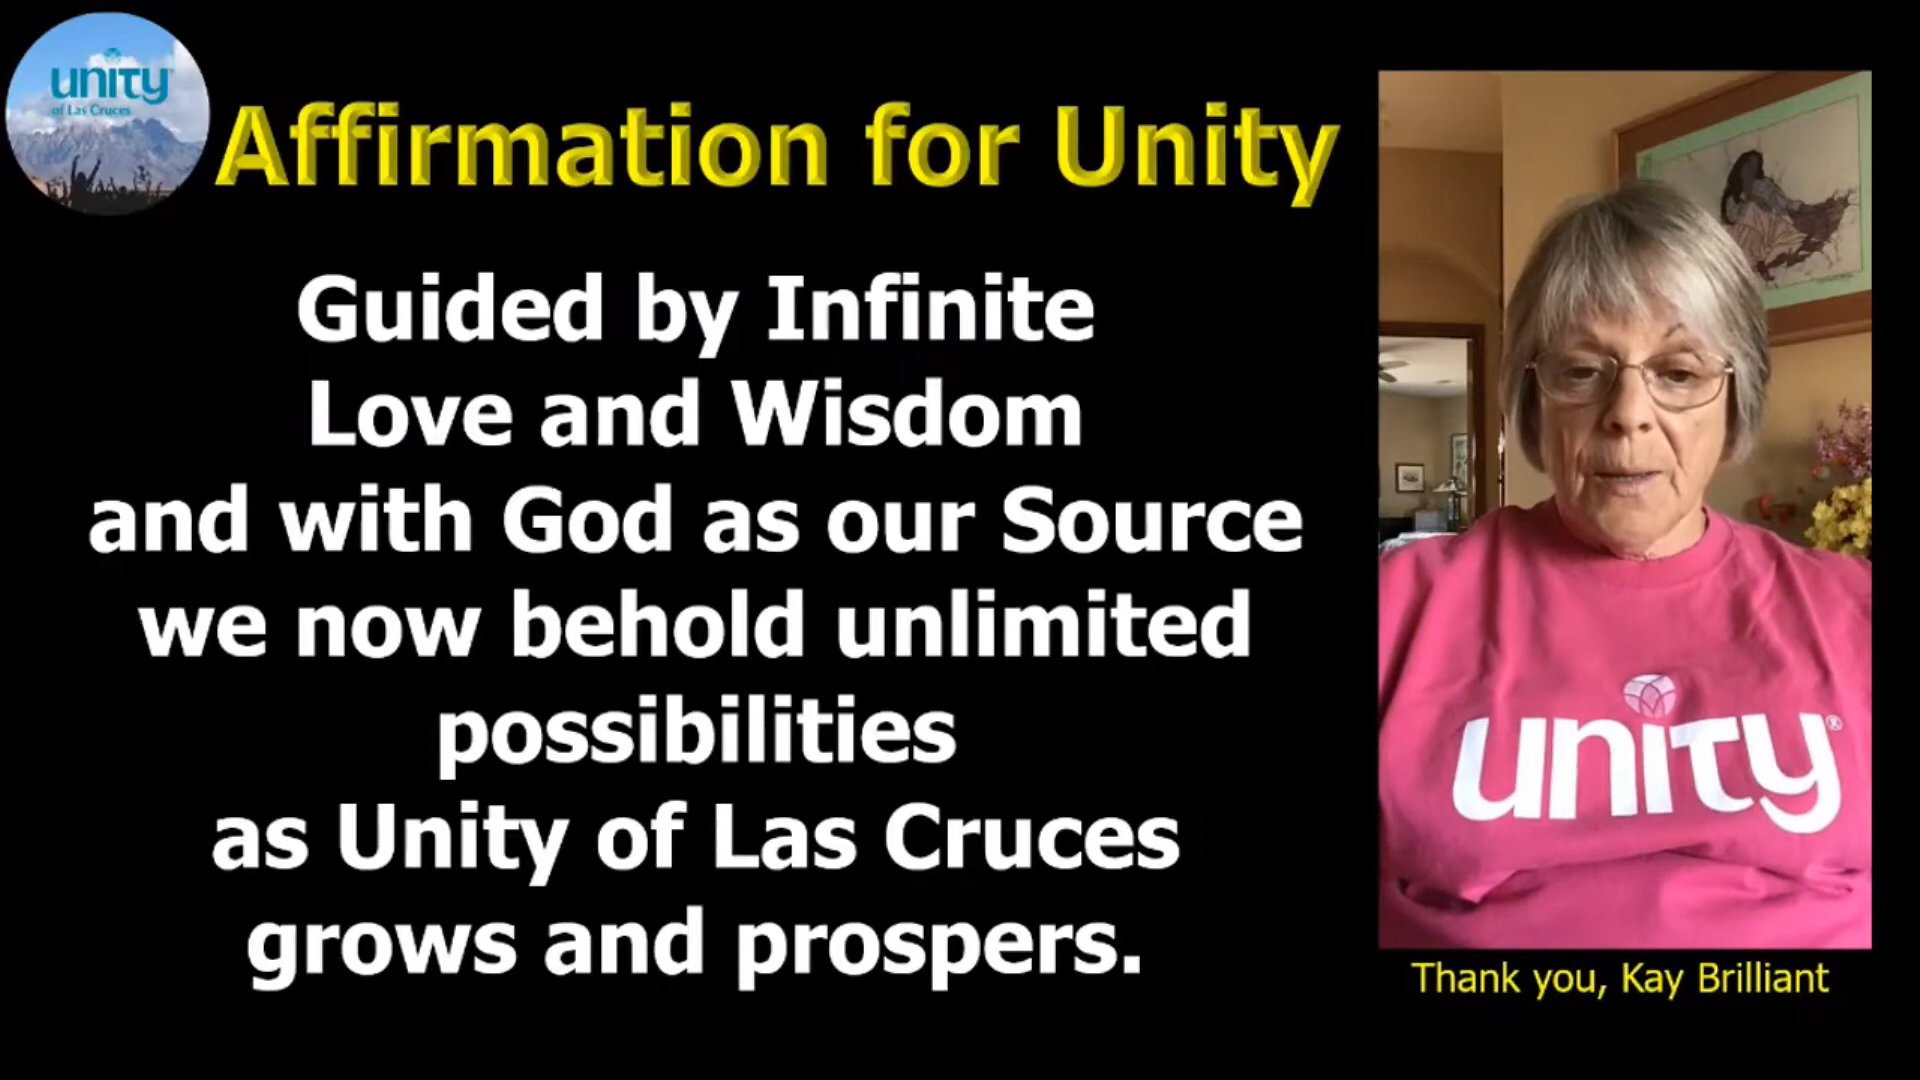 unity
of Las Cruces
Affirmation for Unity
Guided by Infinite
Love and Wisdom
and with God as our Source
we now behold unlimited
possibilities
as Unity of Las Cruces
grows and prospers.
unity®
Thank you, Kay Brilliant